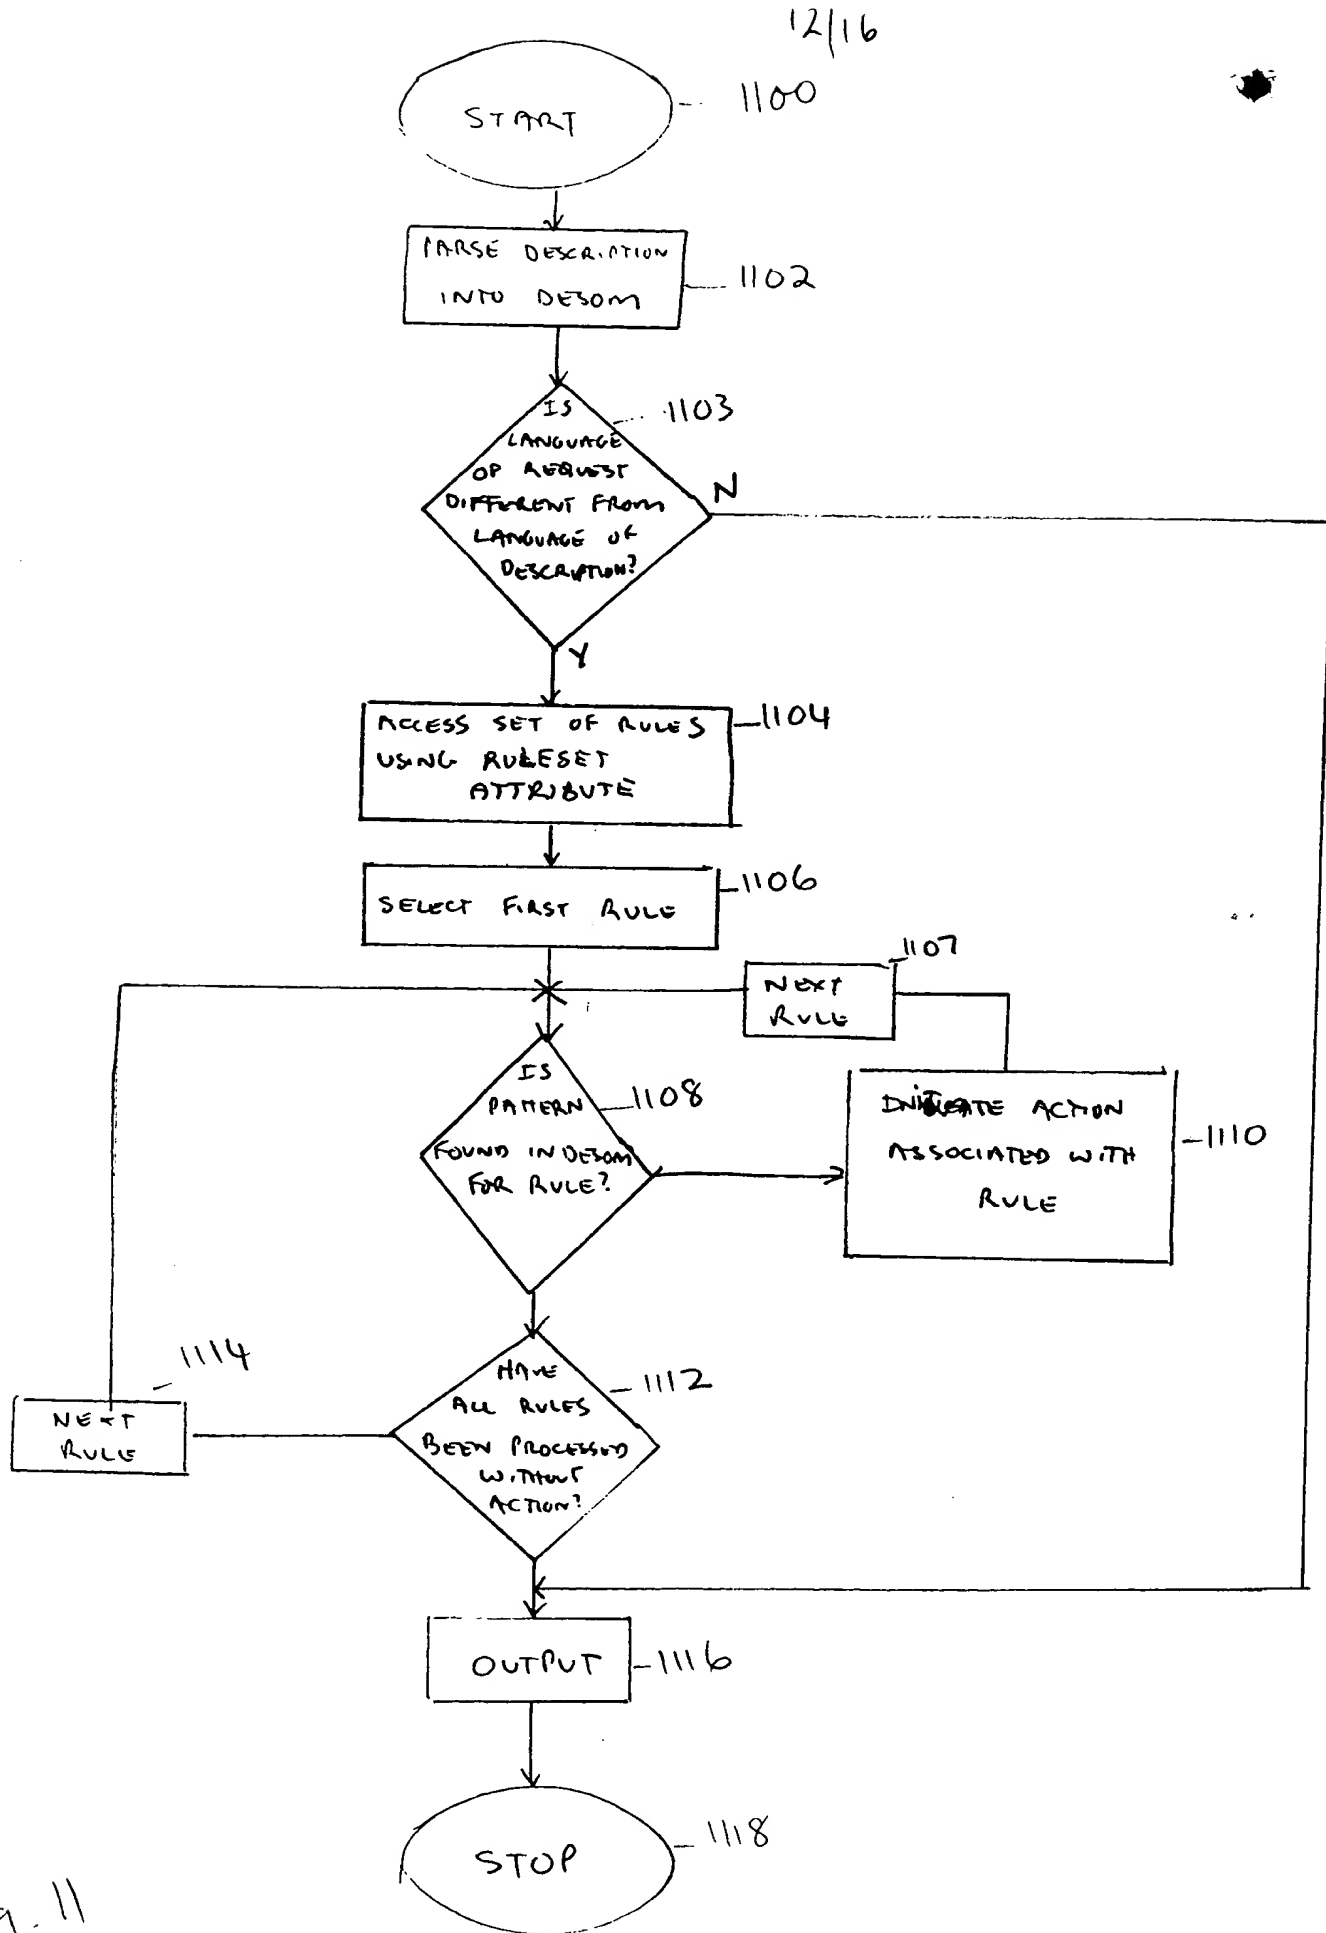 12/16
START
1100
PARSE DESCRIPTION
INTO DESOM
1102
IS
LANGUAGE
OF REQUEST
DIFFERENT FROM
LANGUAGE OF
DESCRIPTION?
1103
N
Y
ACCESS SET OF RULES
USING RULESET
ATTRIBUTE
1104
SELECT FIRST RULE
1106
1107
NEXT
RULE
IS
PATTERN
FOUND IN DESOM
FOR RULE?
1108
INITIATE ACTION
ASSOCIATED WITH
RULE
1110
1114
NEXT
RULE
HAVE
ALL RULES
BEEN PROCESSED
WITHOUT
ACTION?
1112
OUTPUT
1116
STOP
1118
11